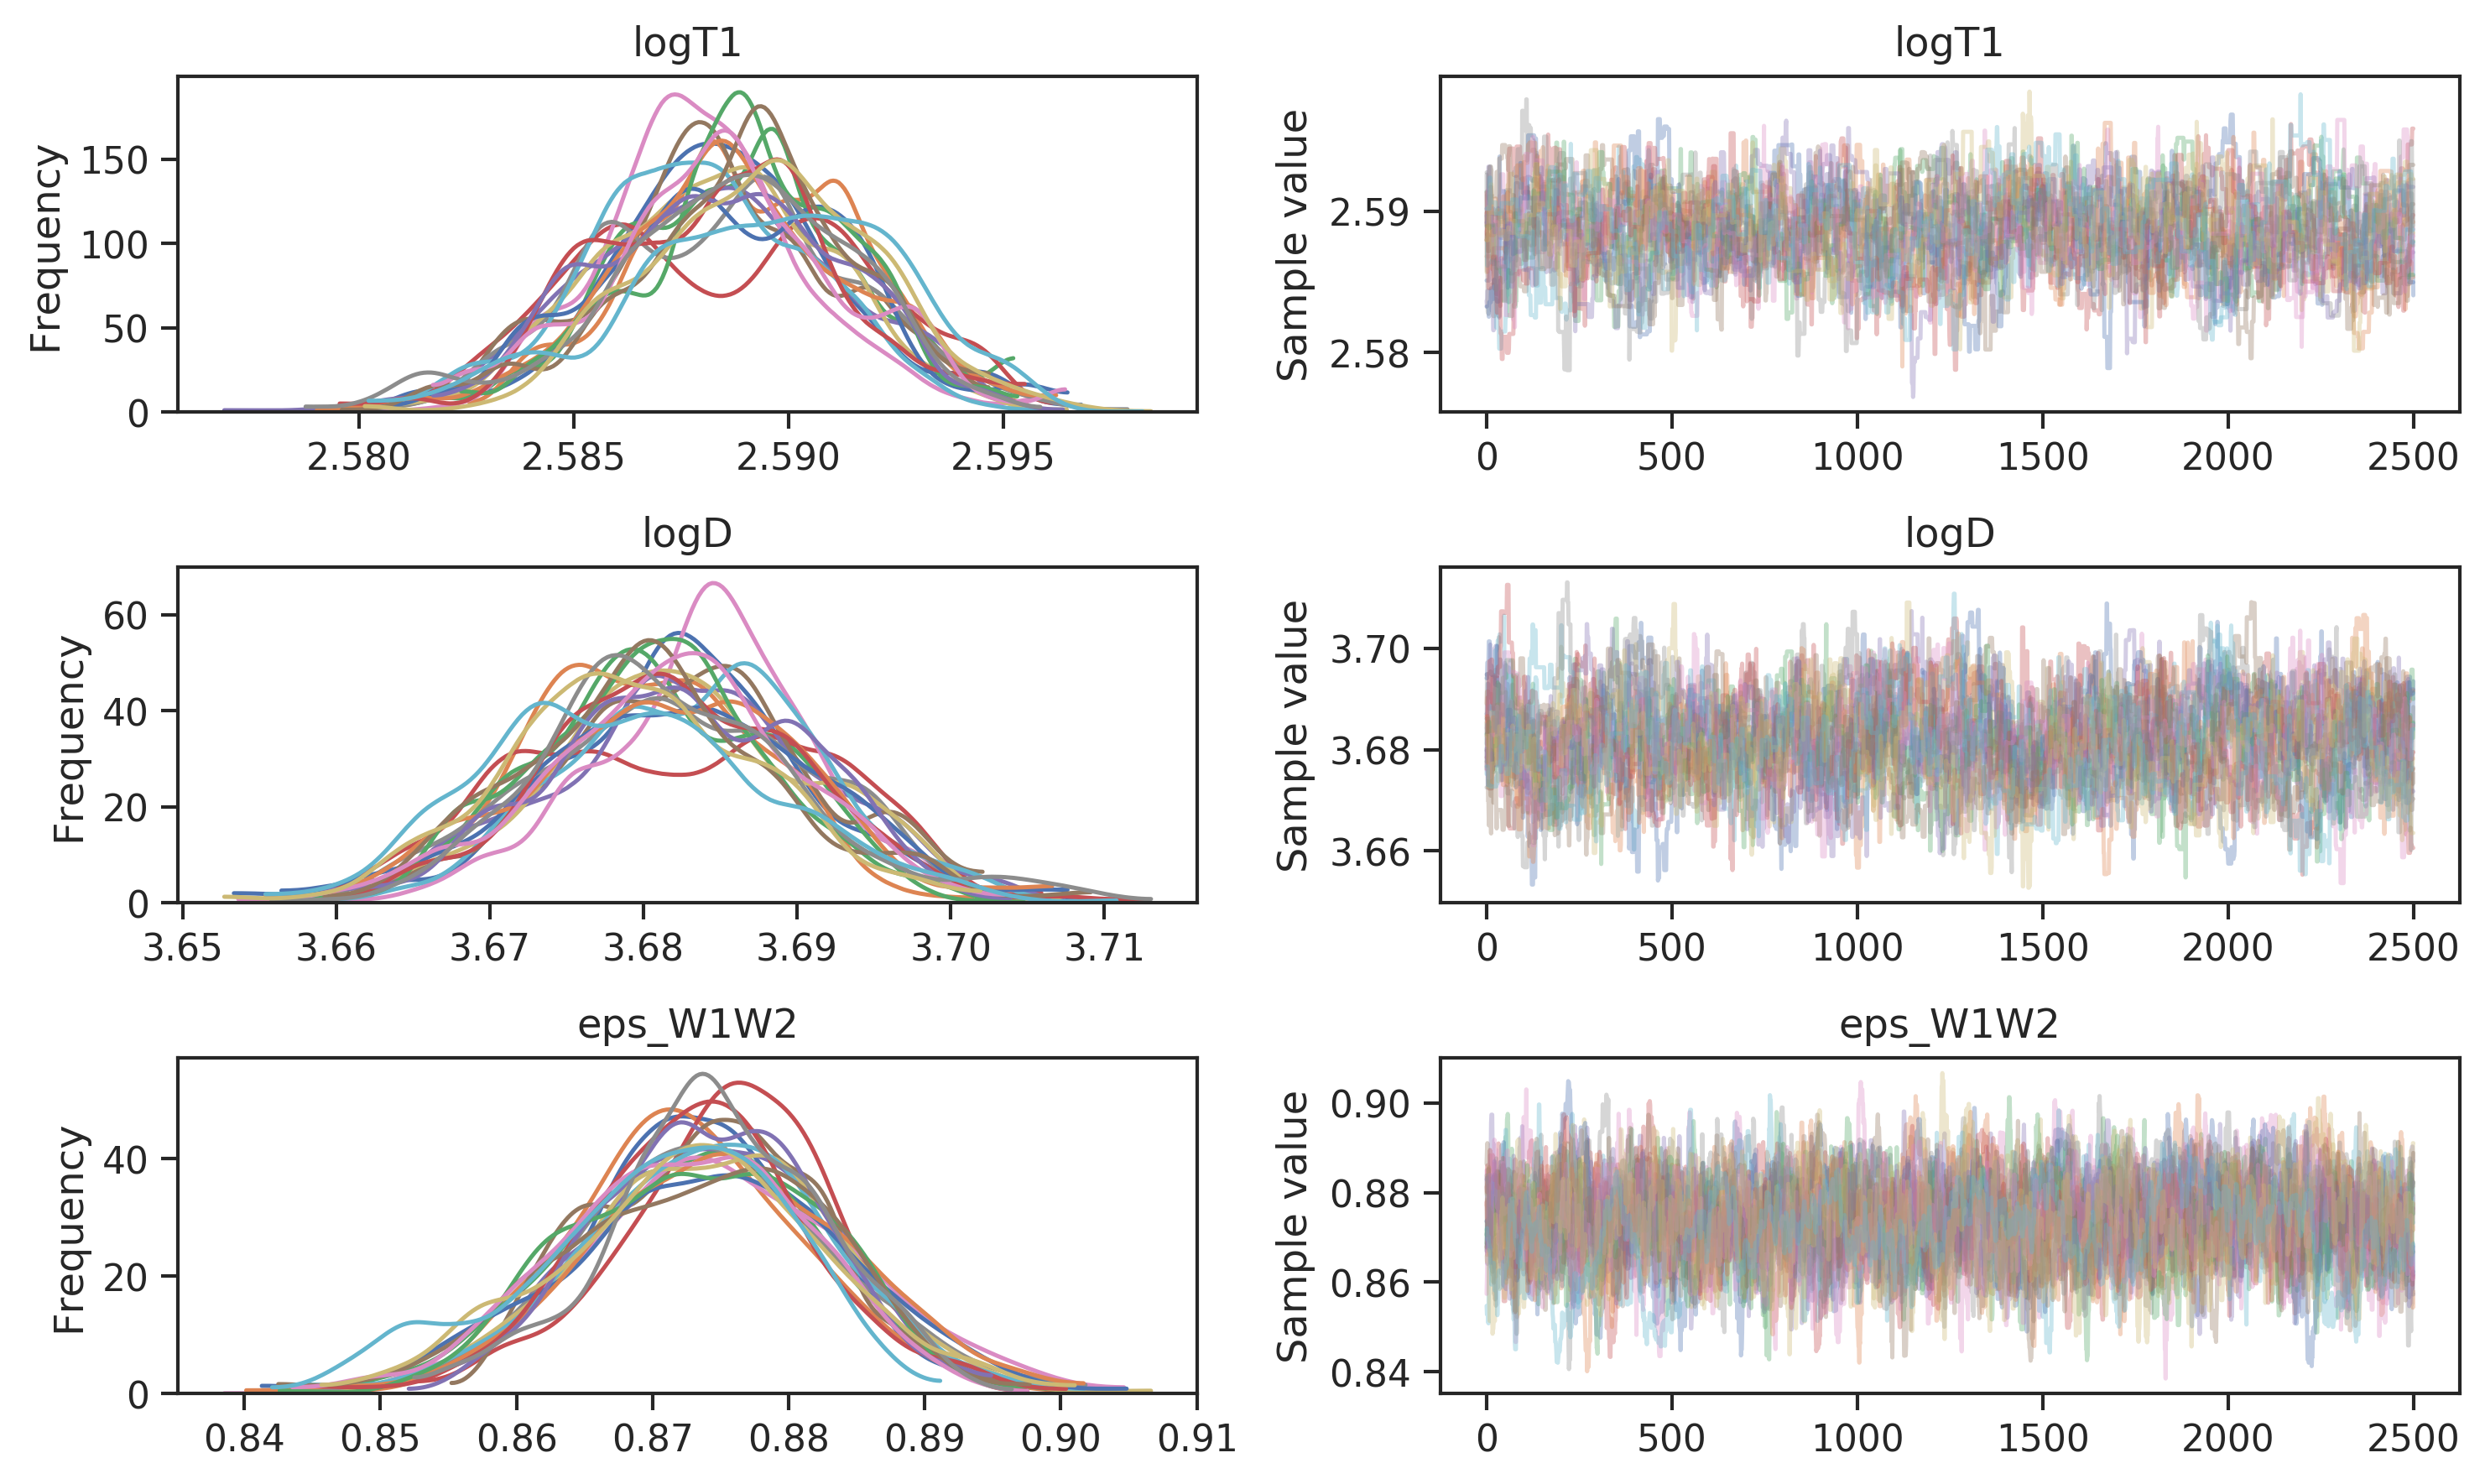 logT1
Frequency
150
100
50
0
2.580 2.585 2.590 2.595
logT1
Sample value
2.59
2.58
0 500 1000 1500 2000 2500
logD
Frequency
60
40
20
0
3.65 3.66 3.67 3.68 3.69 3.70 3.71
logD
Sample value
3.70
3.68
3.66
0 500 1000 1500 2000 2500
eps_W1W2
Frequency
40
20
0
0.84 0.85 0.86 0.87 0.88 0.89 0.90 0.91
eps_W1W2
Sample value
0.90
0.88
0.86
0.84
0 500 1000 1500 2000 2500